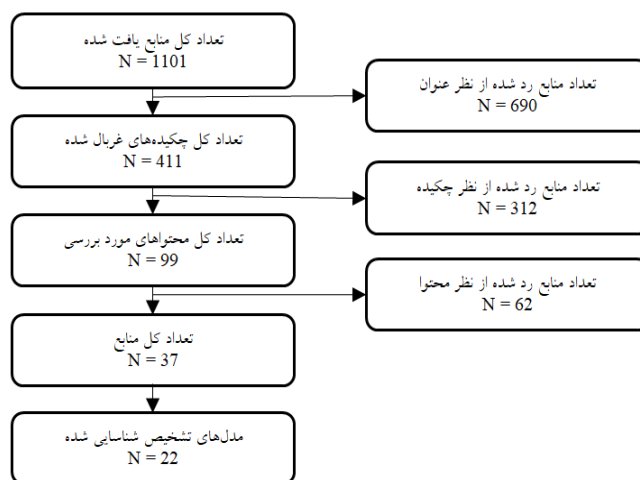 تعداد کل منابع یافت شده
N = 1101
تعداد منابع رد شده از نظر عنوان
N = 690
تعداد کل چکیده‌های غربال شده
N = 411
تعداد منابع رد شده از نظر چکیده
N = 312
تعداد کل محتواهای مورد بررسی
N = 99
تعداد منابع رد شده از نظر محتوا
N = 62
تعداد کل منابع
N = 37
مدل‌های تشخیص شناسایی شده
N = 22